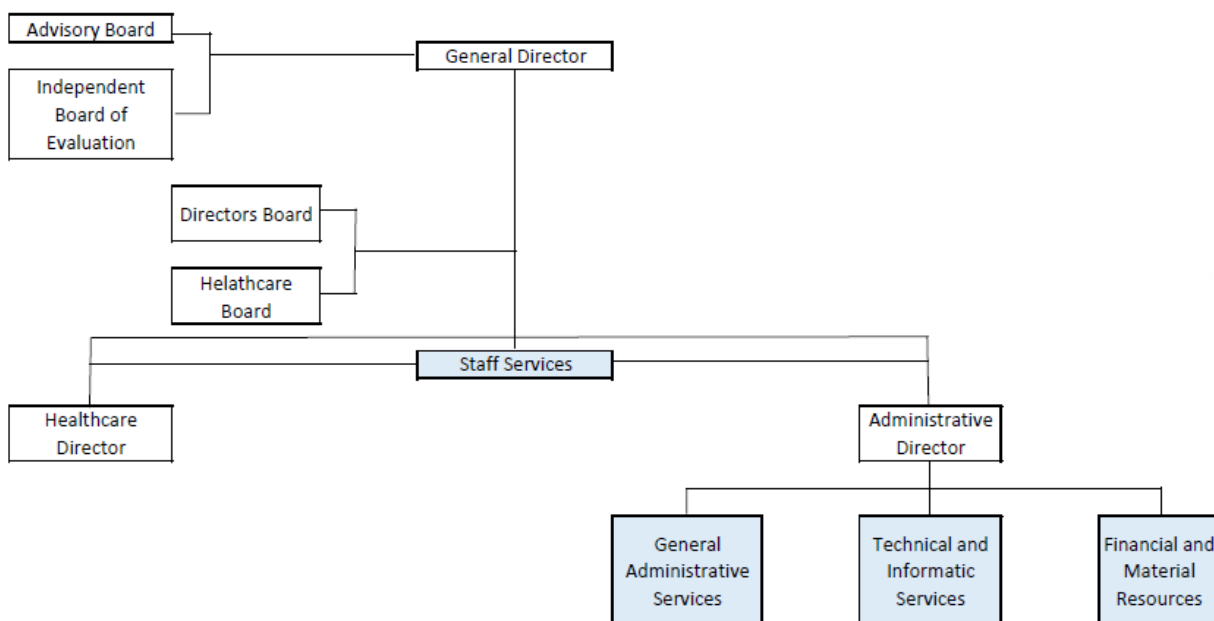 Advisory Board
General Director
Independent
Board of
Evaluation
Directors Board
Helathcare
Board
Staff Services
Healthcare
Director
Administrative
Director
General
Administrative
Services
Technical and
Informatic
Services
Financial and
Material
Resources